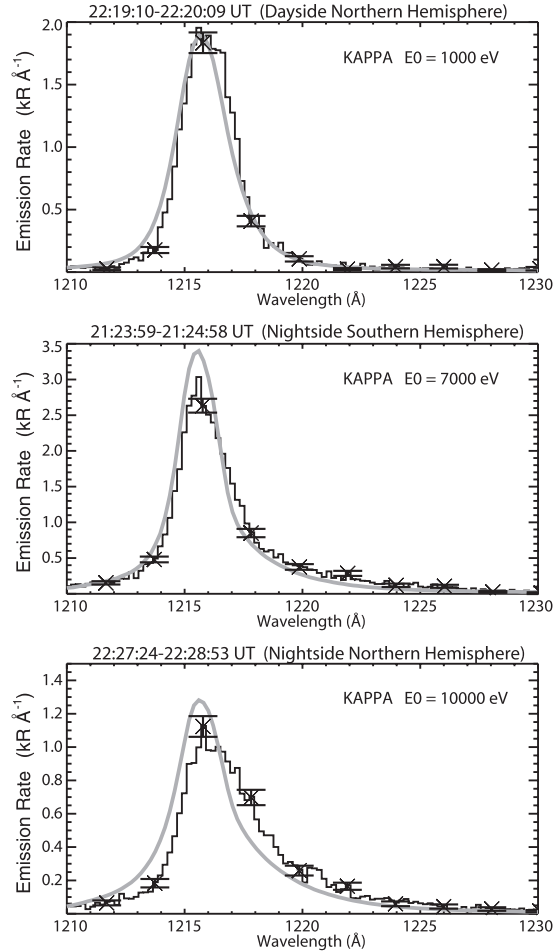 22:19:10-22:20:09 UT (Dayside Northern Hemisphere)
2.0
KAPPA E0 = 1000 eV
1.5
1.0
0.5
Emission Rate (kR Å-1)
1210 1215 1220 1225 1230
Wavelength (Å)
21:23:59-21:24:58 UT (Nightside Southern Hemisphere)
3.5
KAPPA E0 = 7000 eV
3.0
2.5
2.0
1.5
1.0
0.5
Emission Rate (kR Å-1)
1210 1215 1220 1225 1230
Wavelength (Å)
22:27:24-22:28:53 UT (Nightside Northern Hemisphere)
1.4
KAPPA E0 = 10000 eV
1.2
1.0
0.8
0.6
0.4
0.2
Emission Rate (kR Å-1)
1210 1215 1220 1225 1230
Wavelength (Å)